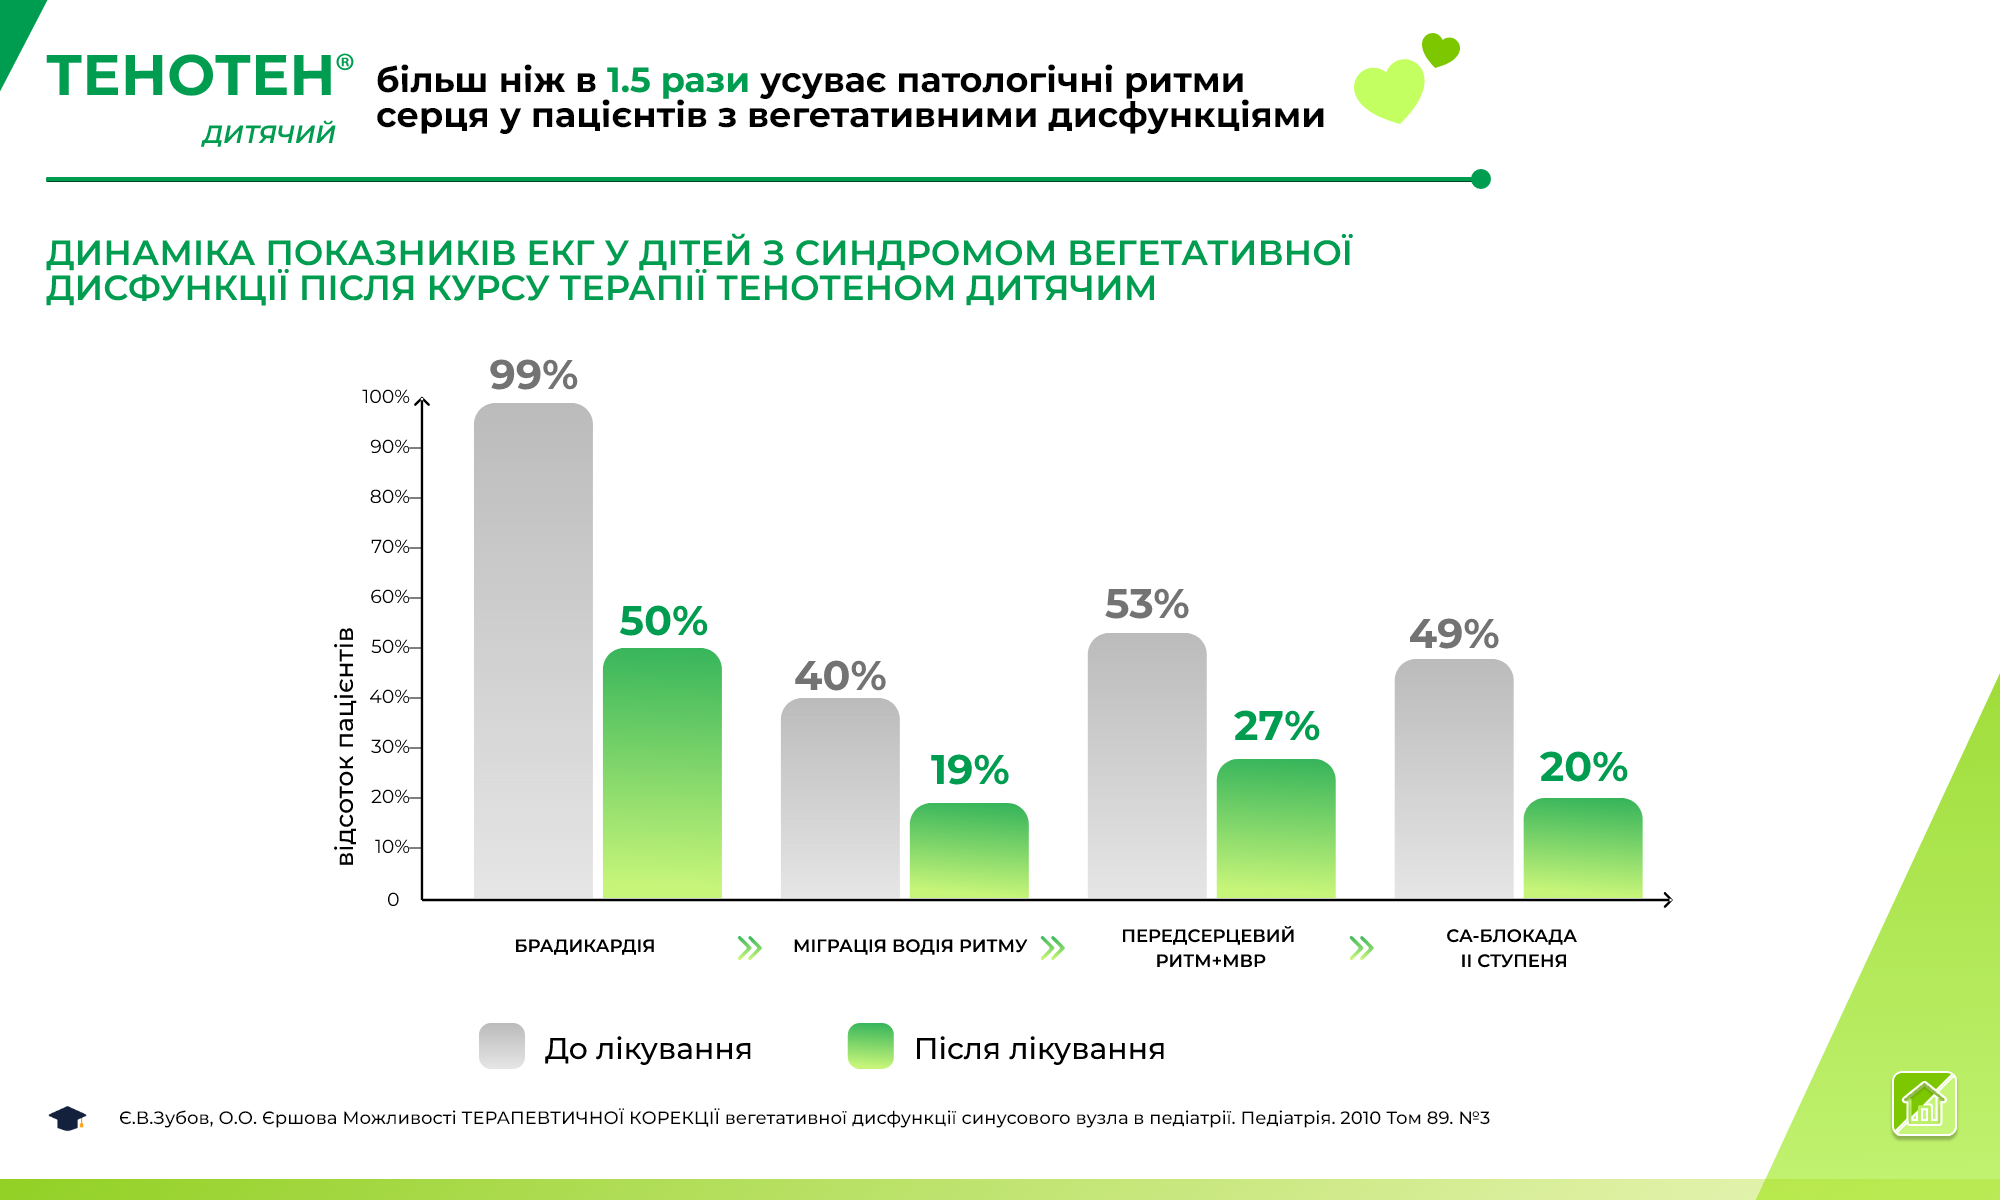 ТЕНОТЕН®
ДИТЯЧИЙ
більш ніж в 1.5 рази усуває патологічні ритми
серця у пацієнтів з вегетативними дисфункціями
ДИНАМІКА ПОКАЗНИКІВ ЕКГ У ДІТЕЙ З СИНДРОМОМ ВЕГЕТАТИВНОЇ
ДИСФУНКЦІЇ ПІСЛЯ КУРСУ ТЕРАПІЇ ТЕНОТЕНОМ ДИТЯЧИМ
відсоток пацієнтів
100%
90%
80%
70%
60%
50%
40%
30%
20%
10%
0
99%
50%
40%
19%
53%
27%
49%
20%
БРАДИКАРДІЯ
МІГРАЦІЯ ВОДІЯ РИТМУ
ПЕРЕДСЕРЦЕВИЙ
РИТМ+МВР
СА-БЛОКАДА
II СТУПЕНЯ
До лікування
Після лікування
Є.В.Зубов, О.О. Єршова Можливості ТЕРАПЕВТИЧНОЇ КОРЕКЦІЇ вегетативної дисфункції синусового вузла в педіатрії. Педіатрія. 2010 Том 89. №3